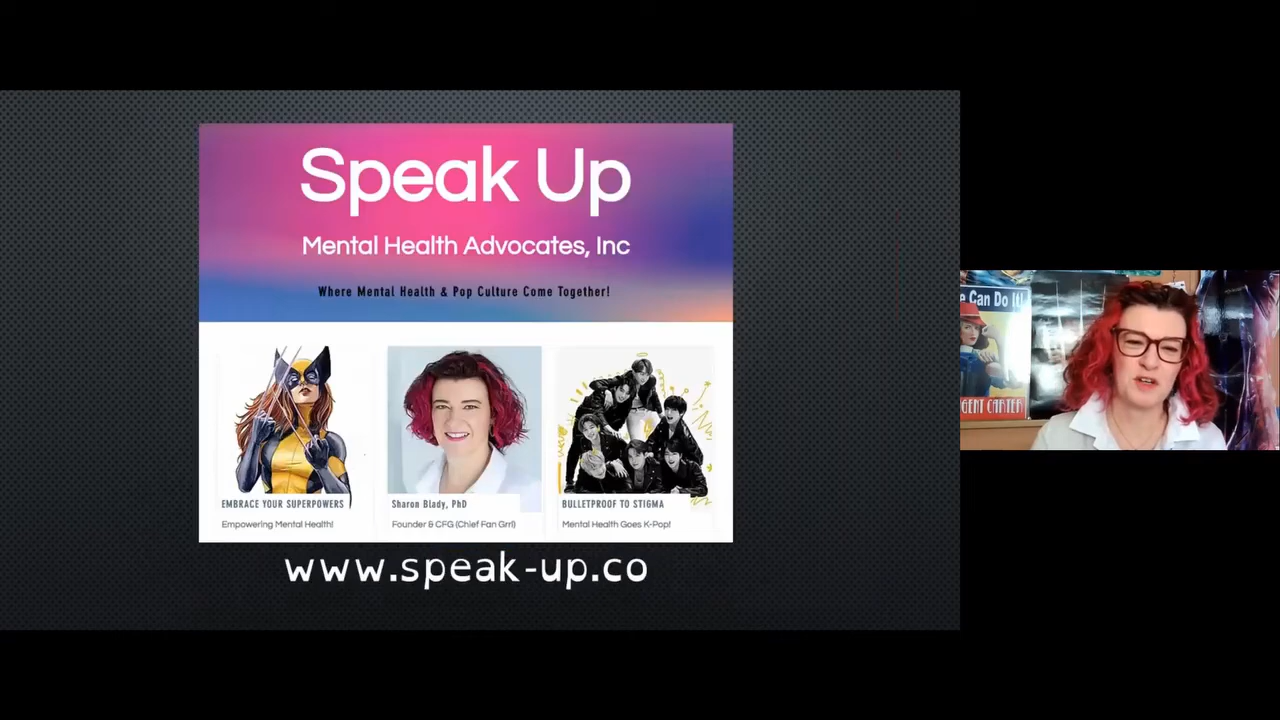 Speak Up
Mental Health Advocates, Inc
Where Mental Health & Pop Culture Come Together!
EMBRACE YOUR SUPERPOWERS
Empowering Mental Health!
Sharon Blady, PhD
Founder & CFG (Chief Fan Grrl)
BULLETPROOF TO STIGMA
Mental Health Goes K-Pop!
www.speak-up.co
e Can Do It!
GENT CARTER